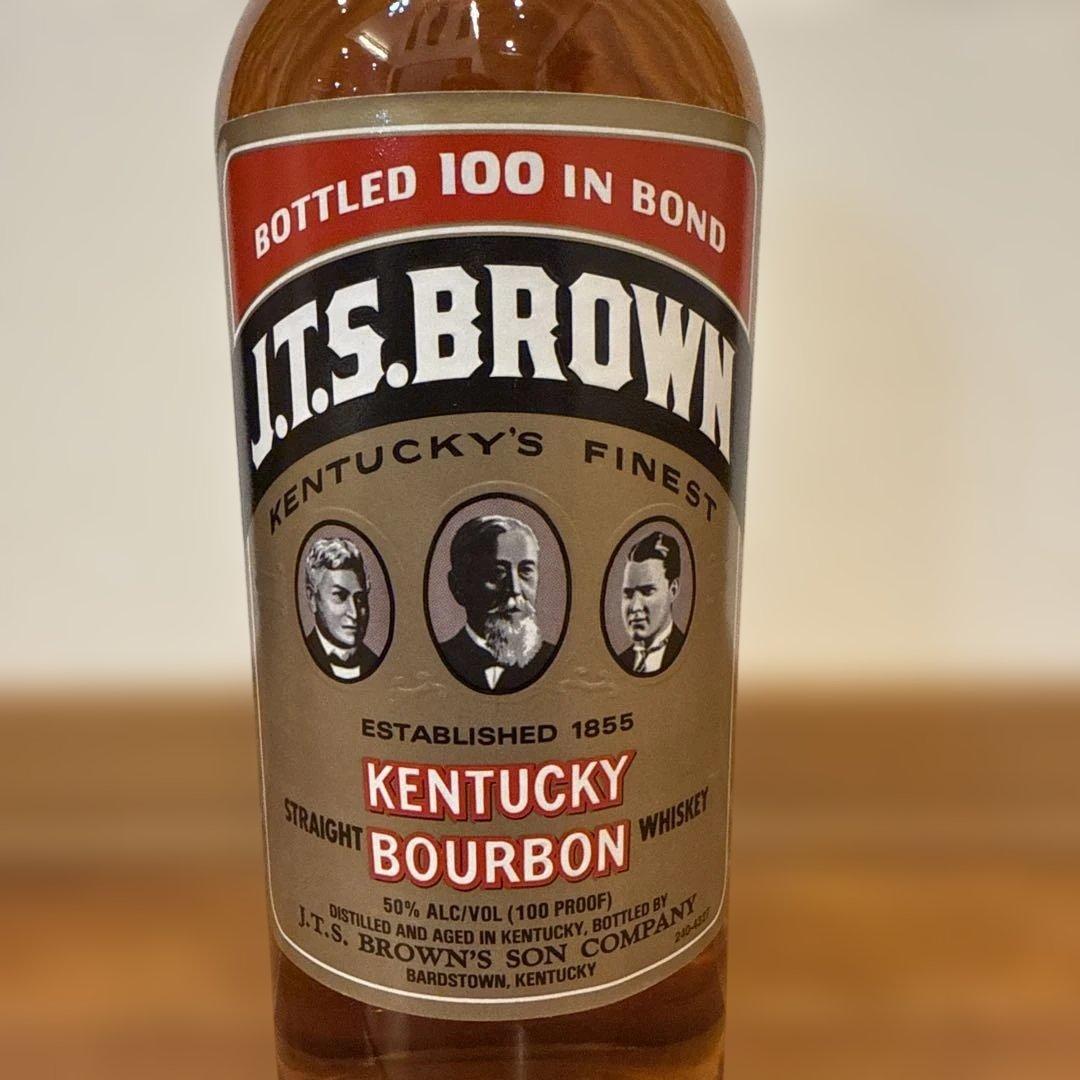 BOTTLED 100 IN BOND
J.T.S. BROWN
KENTUCKY'S FINEST
ESTABLISHED 1855
KENTUCKY
STRAIGHT BOURBON WHISKEY
50% ALC/VOL (100 PROOF)
DISTILLED AND AGED IN KENTUCKY, BOTTLED BY
J.T.S. BROWN'S SON COMPANY
BARDSTOWN, KENTUCKY